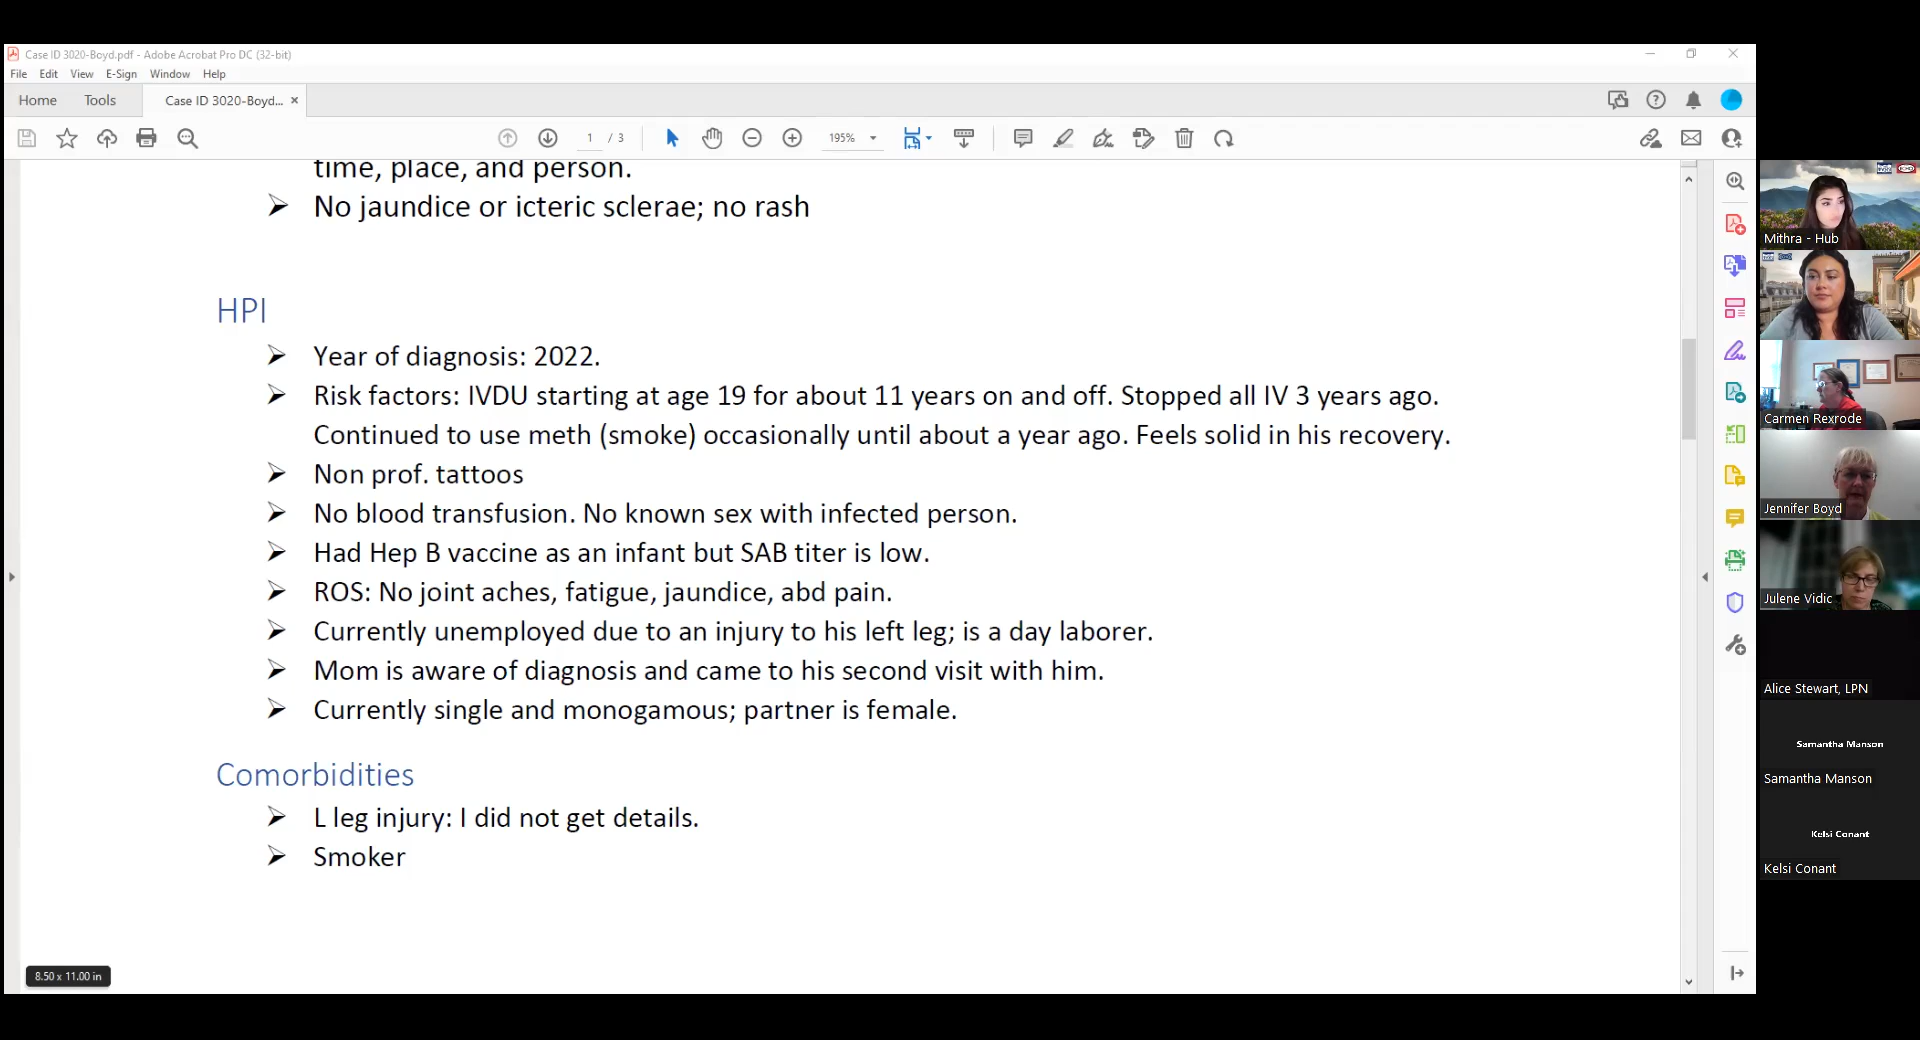 Case ID 3020-Boyd.pdf - Adobe Acrobat Pro DC (32-bit)
File Edit View E-Sign Window Help
Home Tools Case ID 3020-Boyd... ×
1 / 3 195%
time, place, and person.
➢ No jaundice or icteric sclerae; no rash
HPI
➢ Year of diagnosis: 2022.
➢ Risk factors: IVDU starting at age 19 for about 11 years on and off. Stopped all IV 3 years ago.
Continued to use meth (smoke) occasionally until about a year ago. Feels solid in his recovery.
➢ Non prof. tattoos
➢ No blood transfusion. No known sex with infected person.
➢ Had Hep B vaccine as an infant but SAB titer is low.
➢ ROS: No joint aches, fatigue, jaundice, abd pain.
➢ Currently unemployed due to an injury to his left leg; is a day laborer.
➢ Mom is aware of diagnosis and came to his second visit with him.
➢ Currently single and monogamous; partner is female.
Comorbidities
➢ L leg injury: I did not get details.
➢ Smoker
8.50 x 11.00 in
Mithra - Hub
Carmen Rexrode
Jennifer Boyd
Julene Vidic
Alice Stewart, LPN
Samantha Manson
Samantha Manson
Kelsi Conant
Kelsi Conant